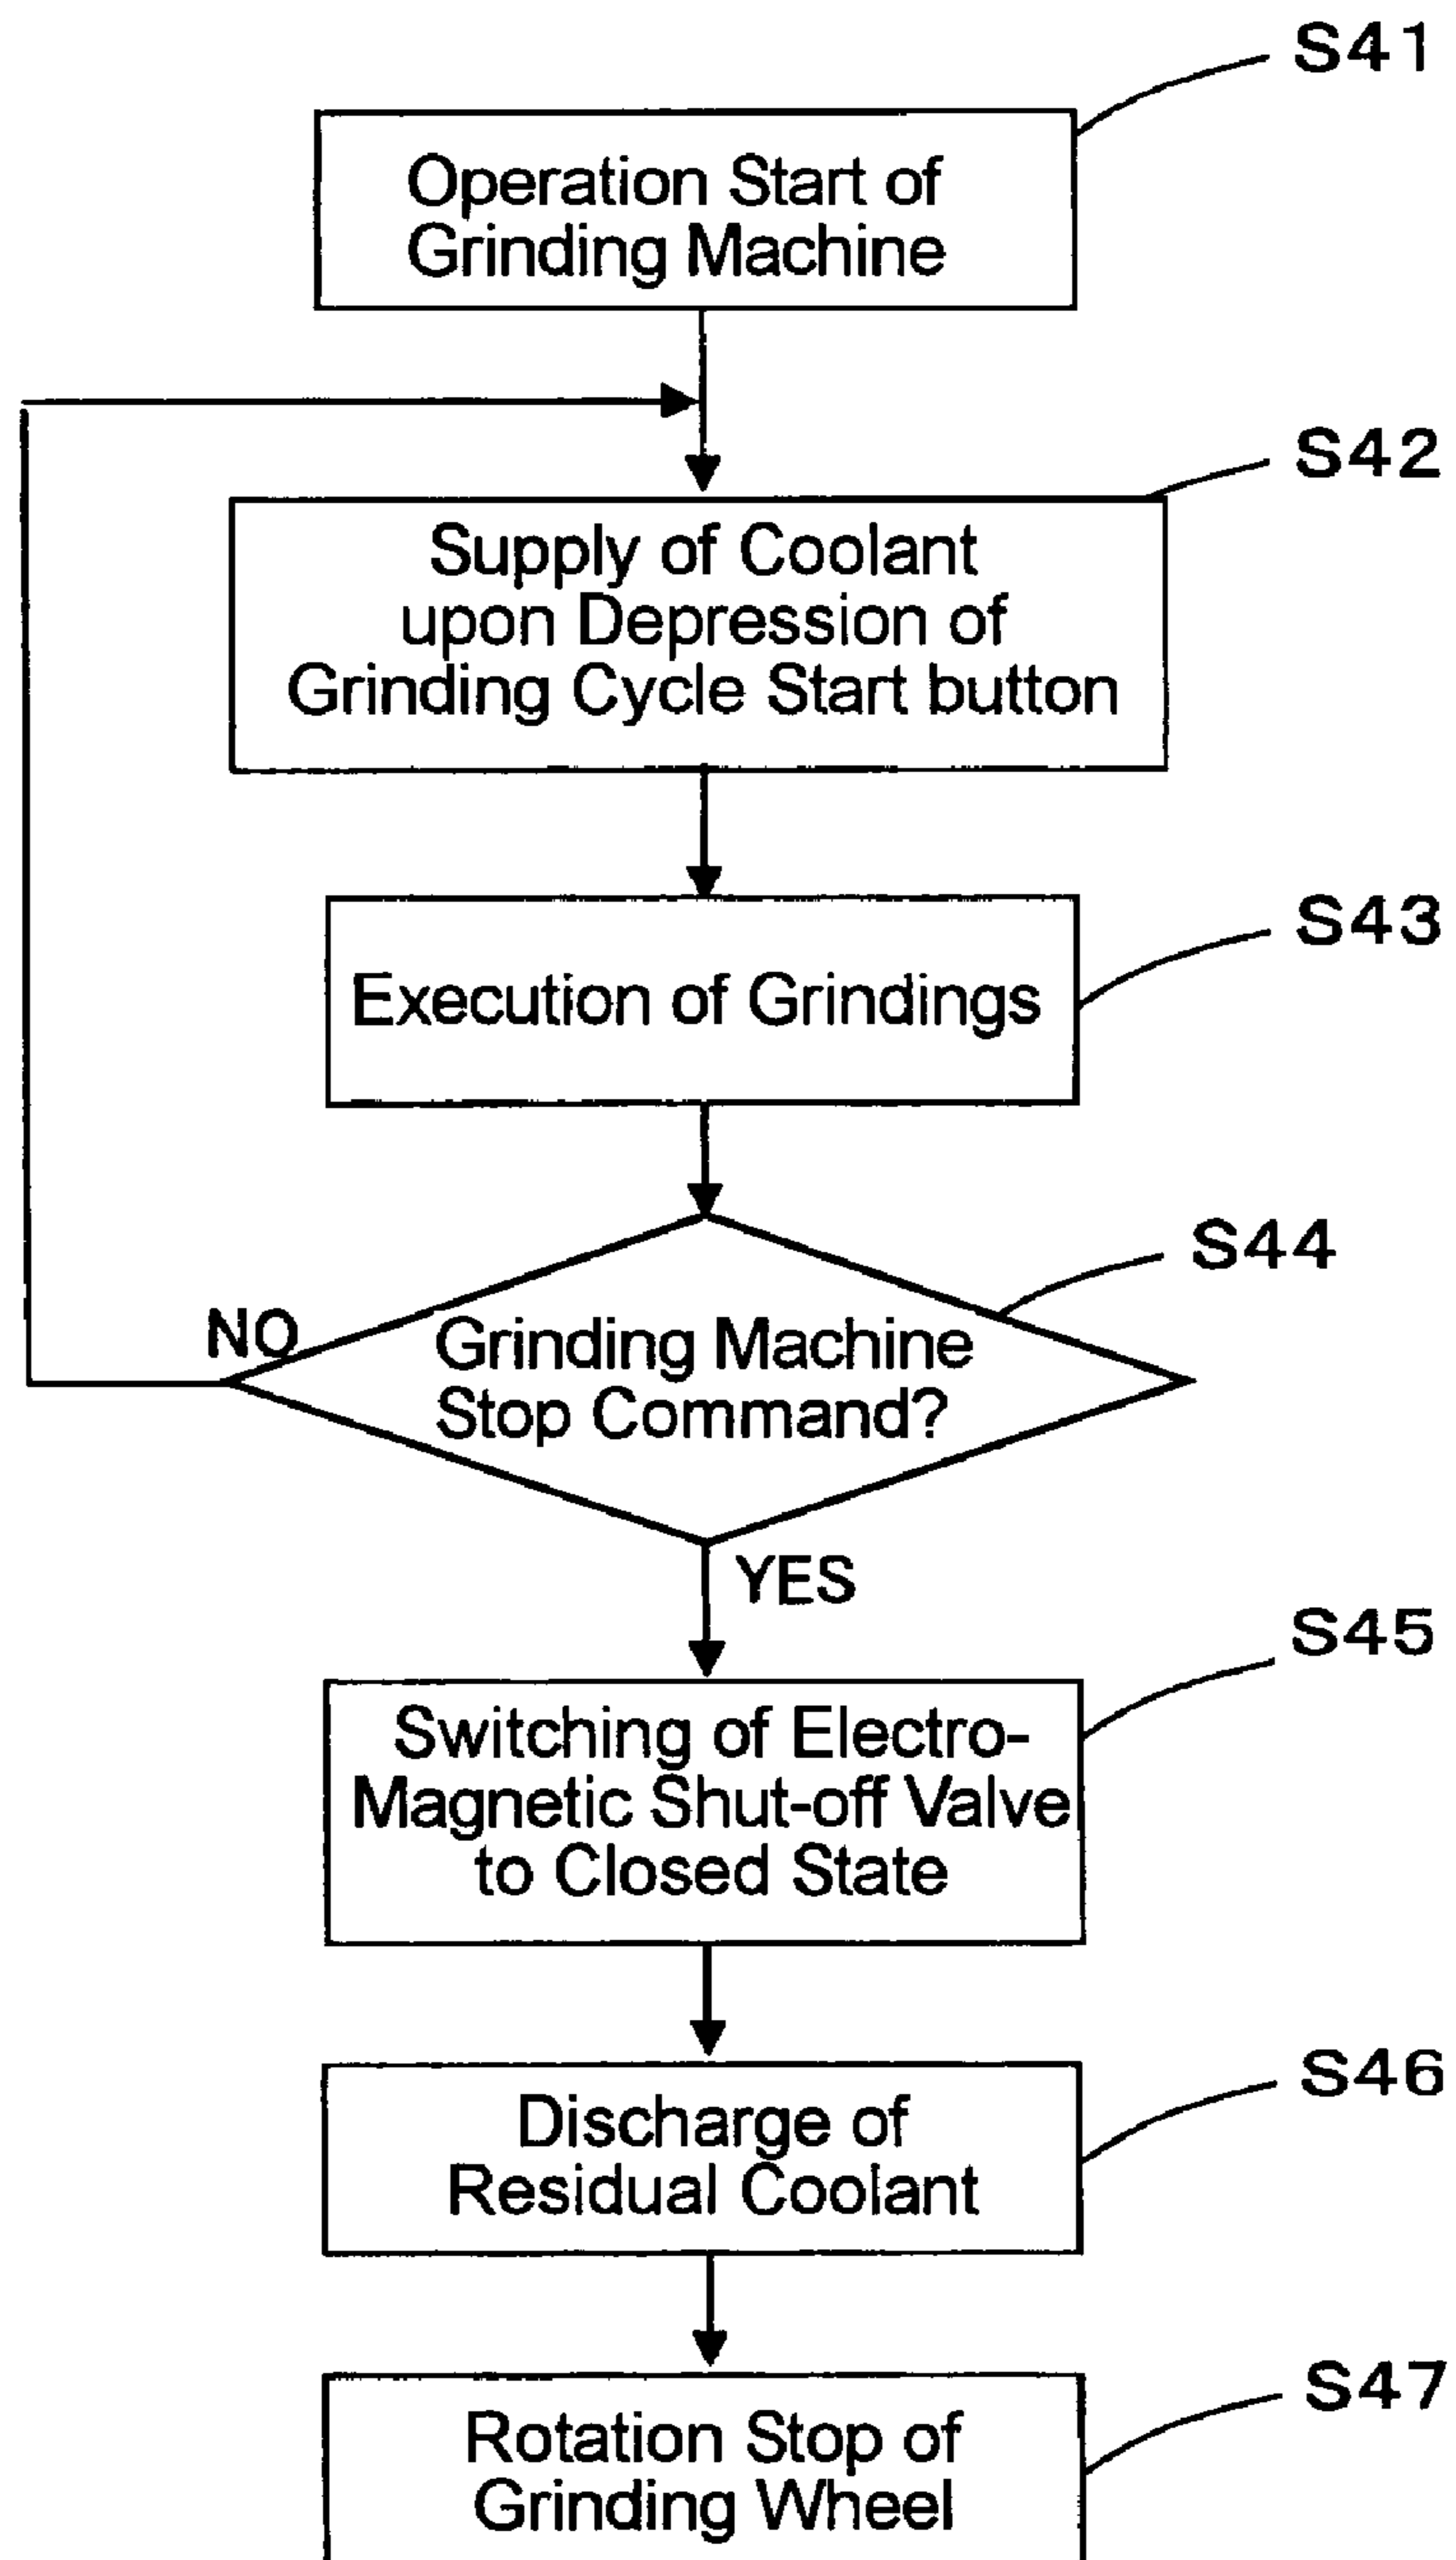 S41
Operation Start of
Grinding Machine
S42
Supply of Coolant
upon Depression of
Grinding Cycle Start button
S43
Execution of Grindings
S44
NO
Grinding Machine
Stop Command?
YES
S45
Switching of Electro-
Magnetic Shut-off Valve
to Closed State
S46
Discharge of
Residual Coolant
S47
Rotation Stop of
Grinding Wheel